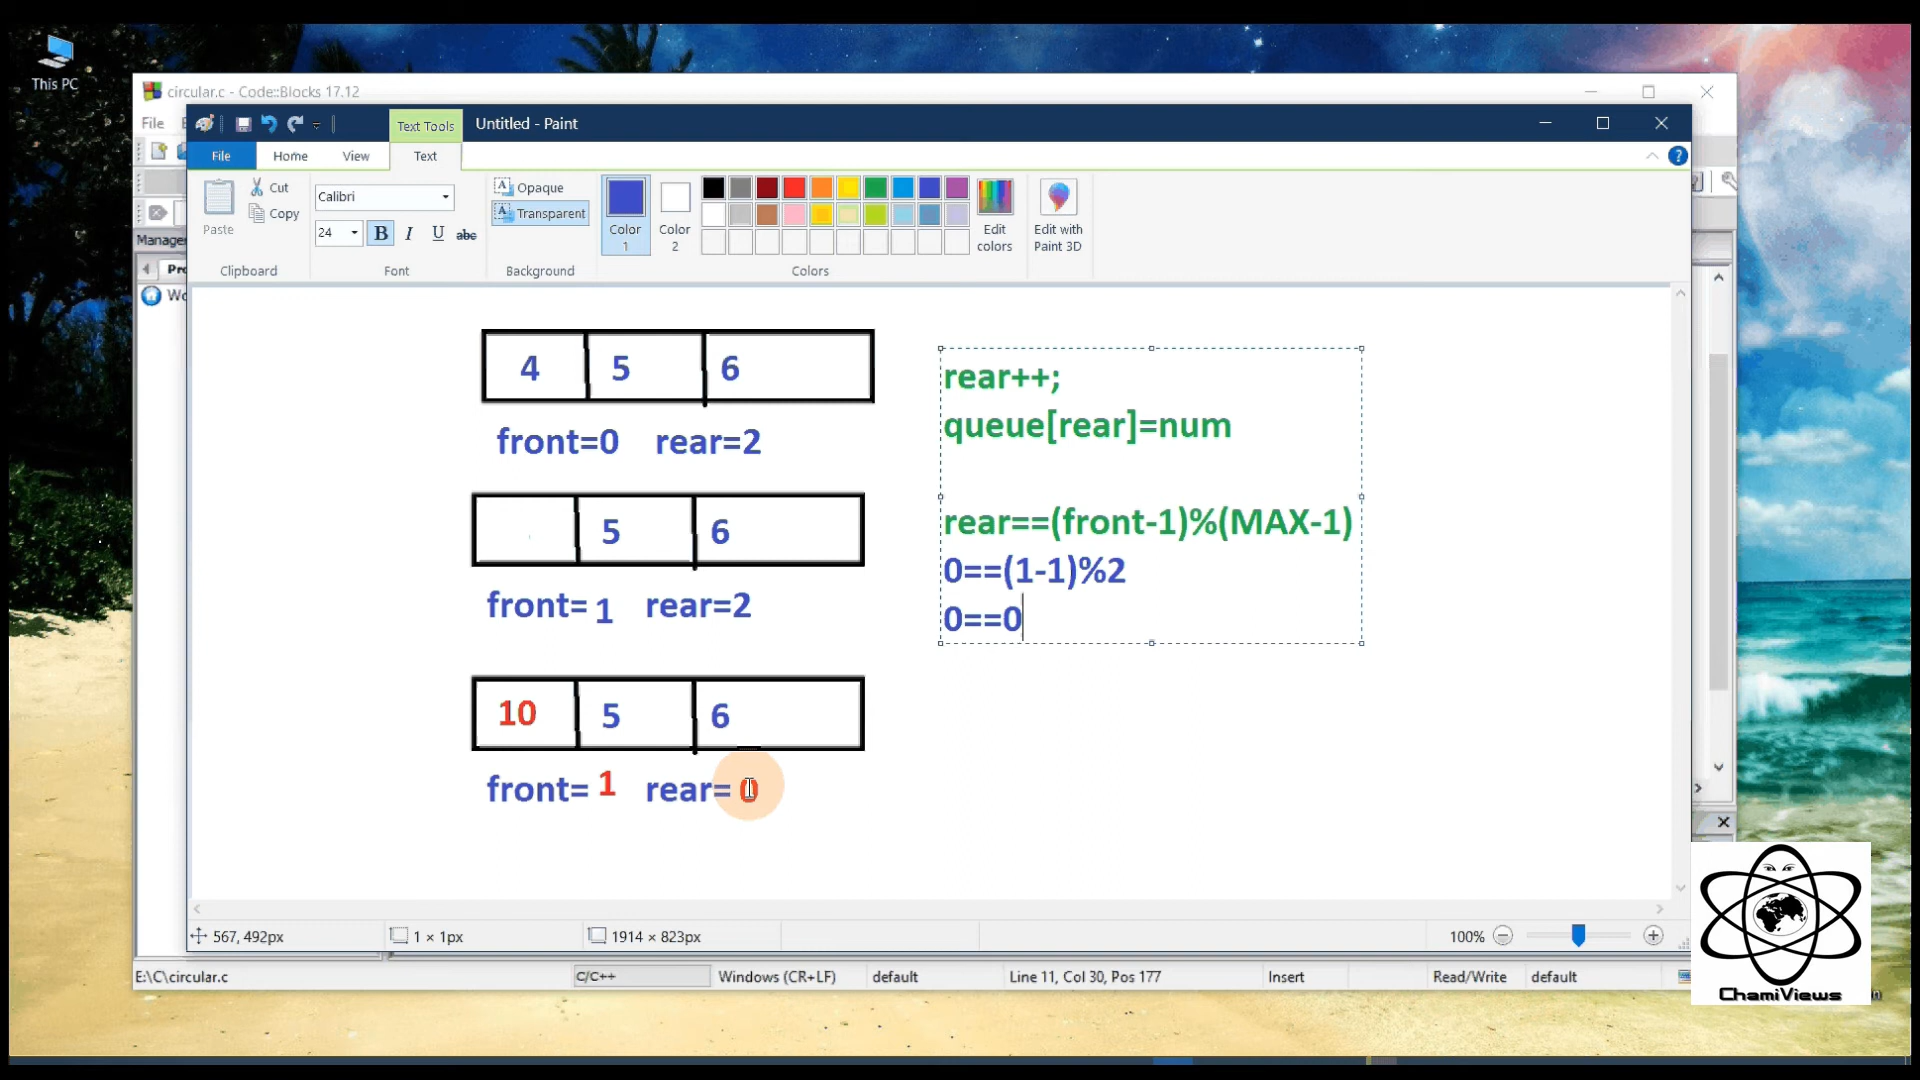 This PC
circular.c - Code::Blocks 17.12
File
Text Tools
Untitled - Paint
File
Home
View
Text
Paste
Cut
Copy
Clipboard
Calibri
24
B
I
U
abc
Font
Opaque
Transparent
Background
Color
1
Color
2
Edit
colors
Edit with
Paint 3D
Colors
4 5 6
front=0 rear=2
5 6
front= 1 rear=2
10 5 6
front= 1 rear= 0
rear++;
queue[rear]=num
rear==(front-1)%(MAX-1)
0==(1-1)%2
0==0
567, 492px
1 × 1px
1914 × 823px
100%
E:\C\circular.c
C/C++
Windows (CR+LF)
default
Line 11, Col 30, Pos 177
Insert
Read/Write
default
ChamiViews